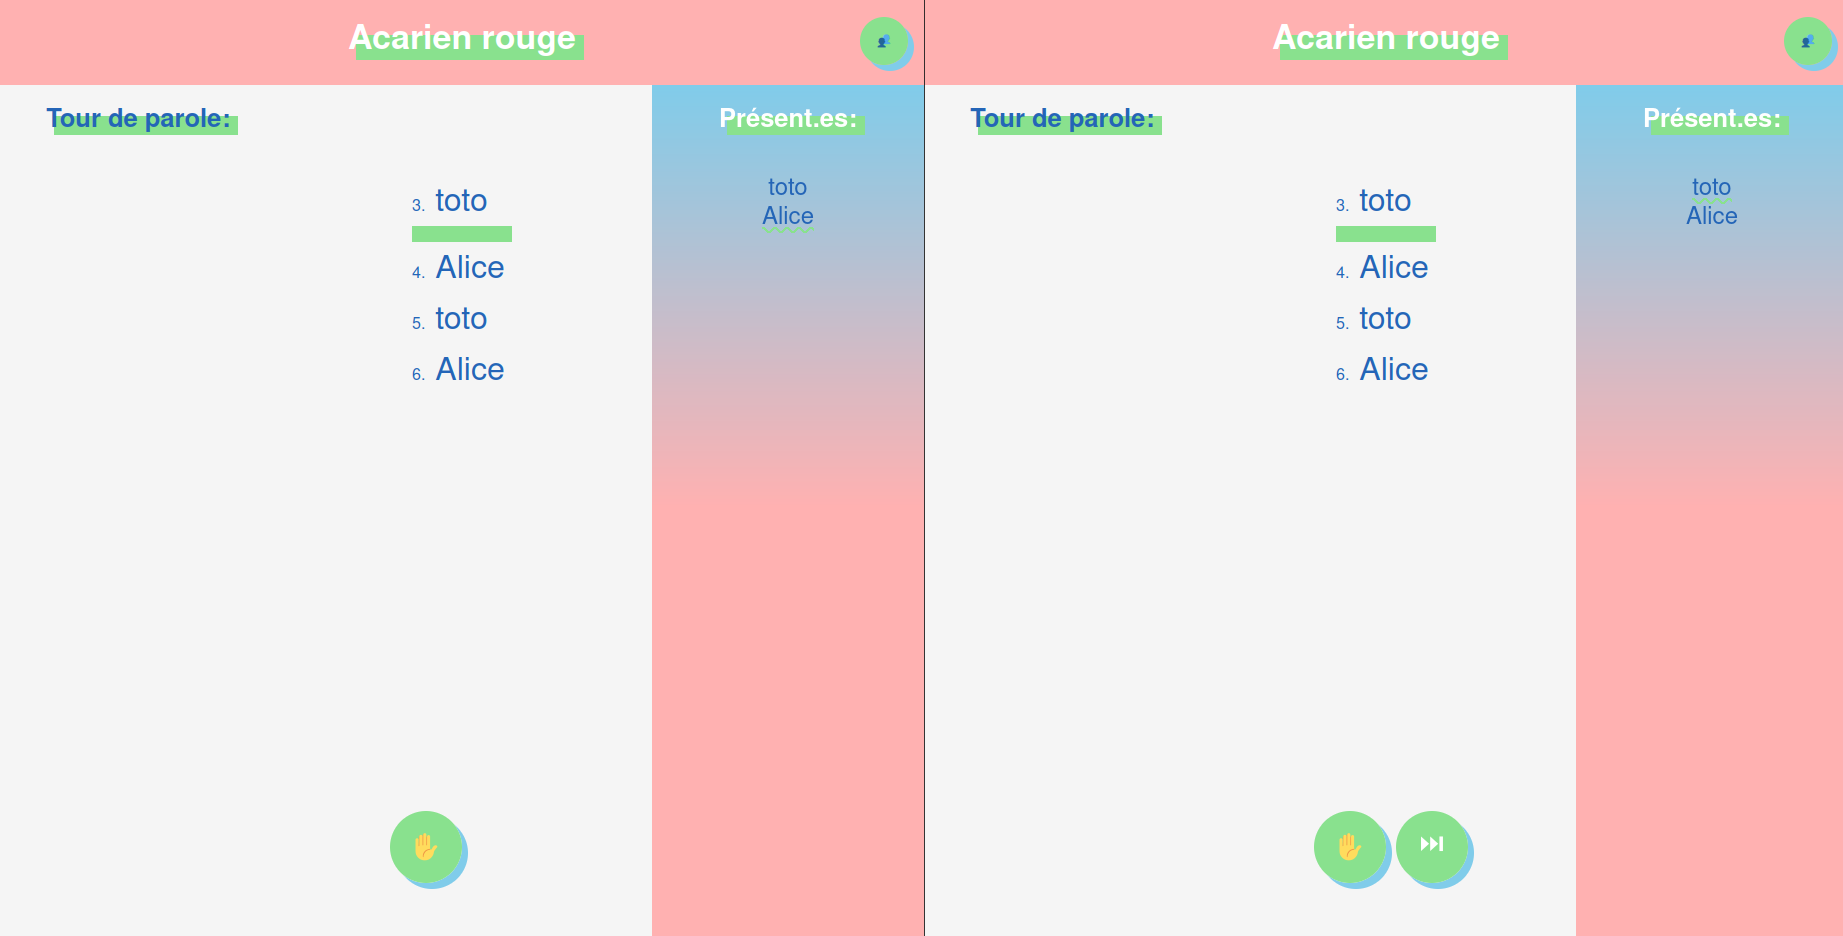 Acarien rouge
Tour de parole:
3. toto
4. Alice
5. toto
6. Alice
Présent.es:
toto
Alice
Acarien rouge
Tour de parole:
3. toto
4. Alice
5. toto
6. Alice
Présent.es:
toto
Alice